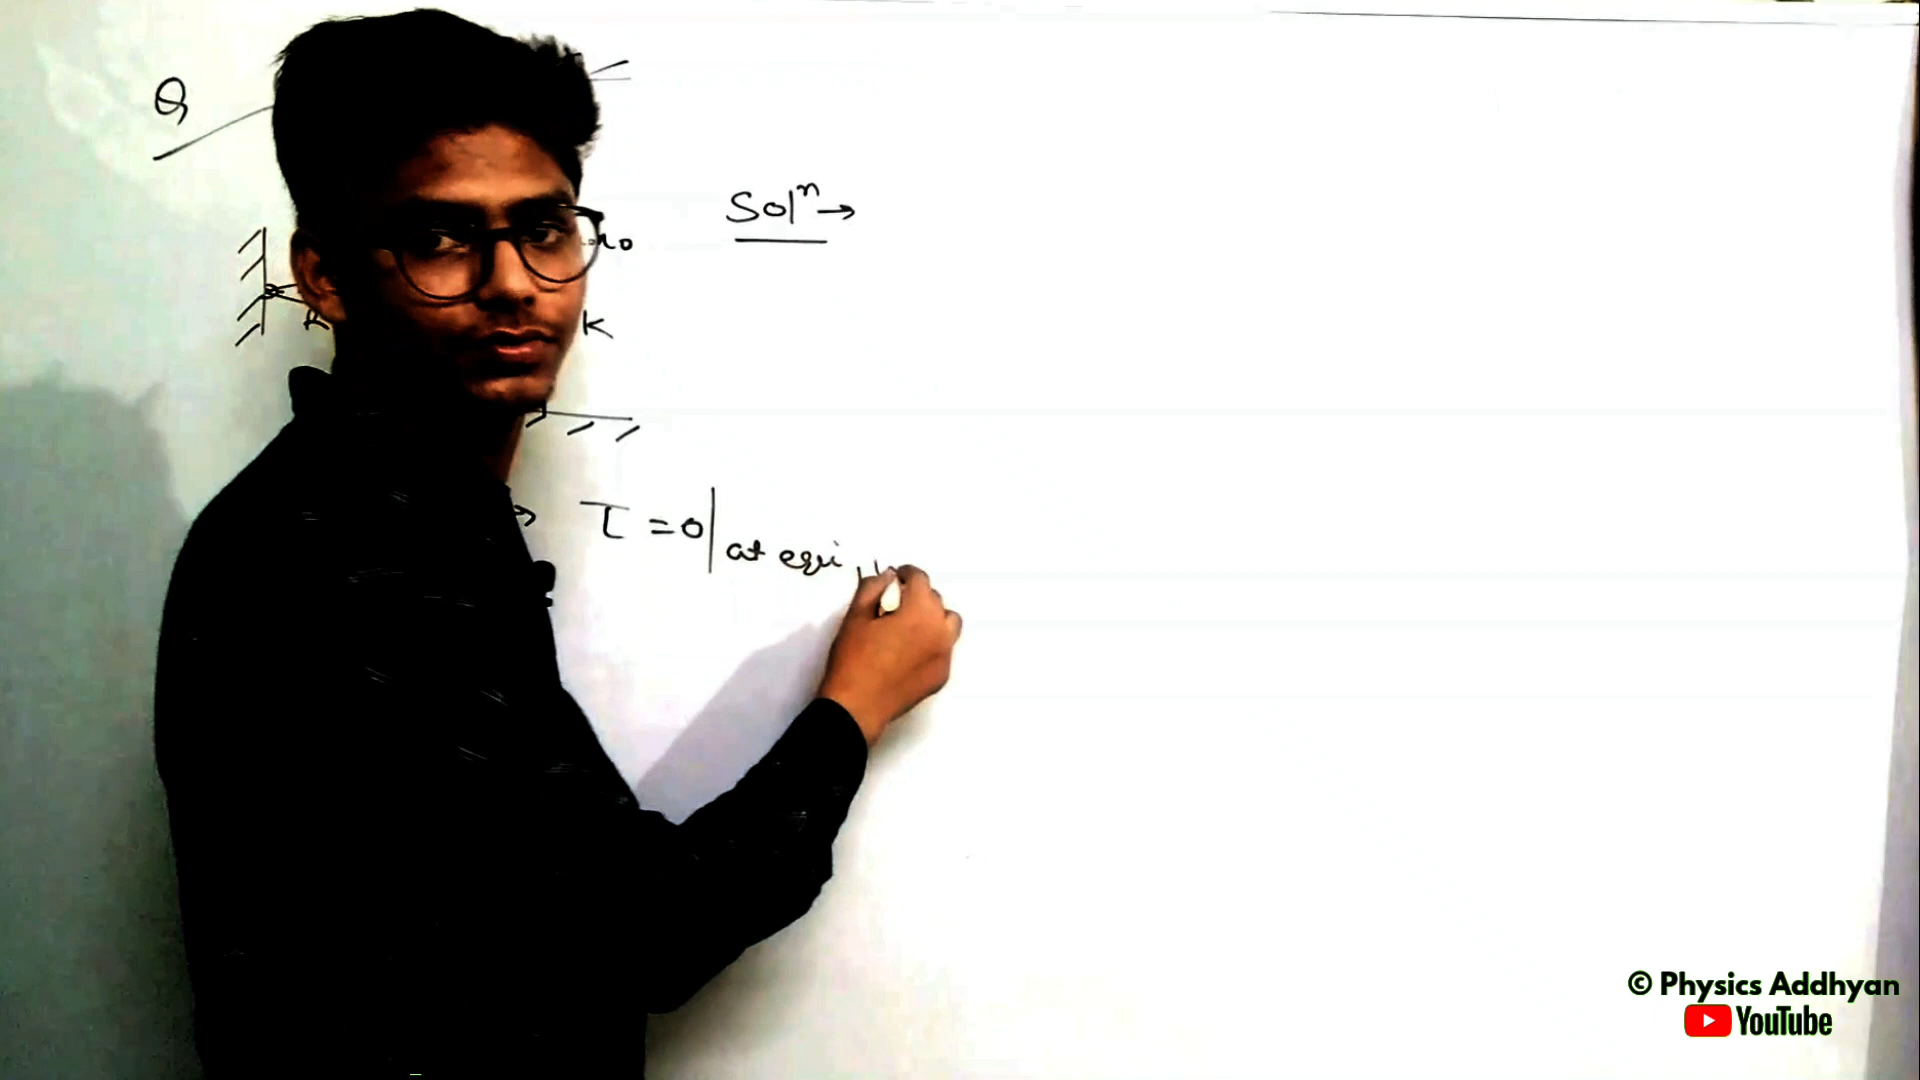 Q
Solⁿ →
K
→ τ = 0 | at equi
© Physics Addhyan
YouTube